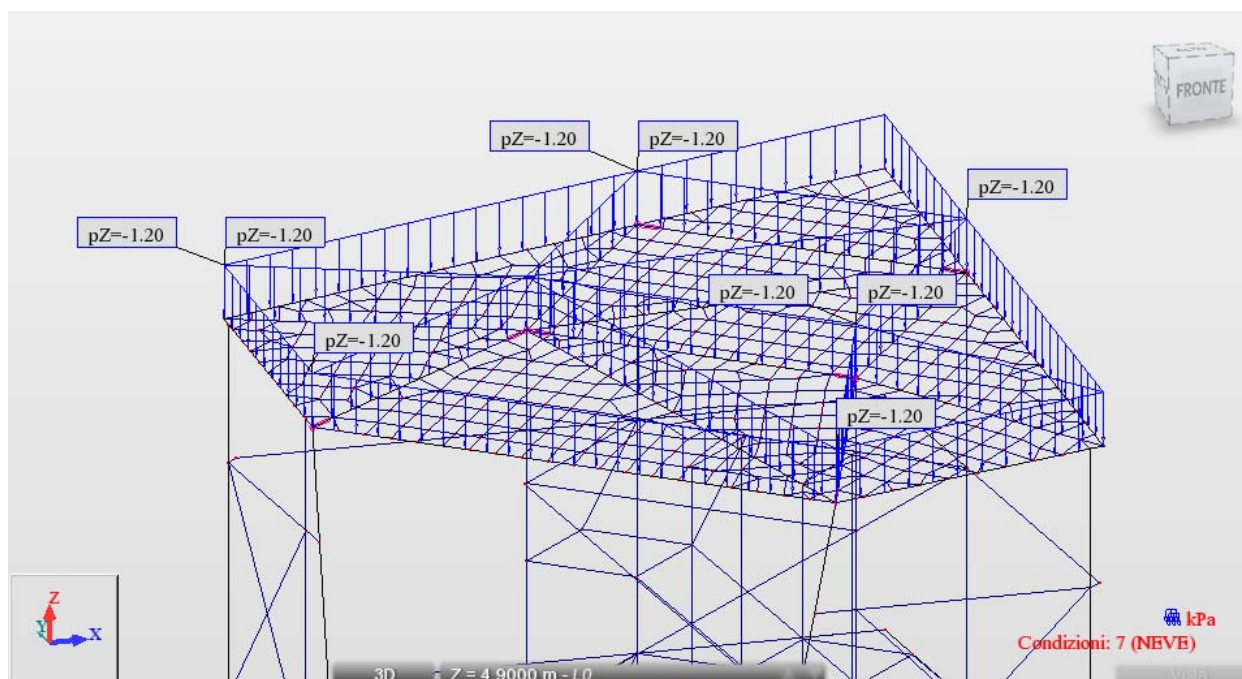 pZ=-1.20 pZ=-1.20
FRONTE
pZ=-1.20
pZ=-1.20 pZ=-1.20
pZ=-1.20 pZ=-1.20
pZ=-1.20
pZ=-1.20
Z
Y X
kPa
Condizioni: 7 (NEVE)
3D Z = 4.9000 m - L0